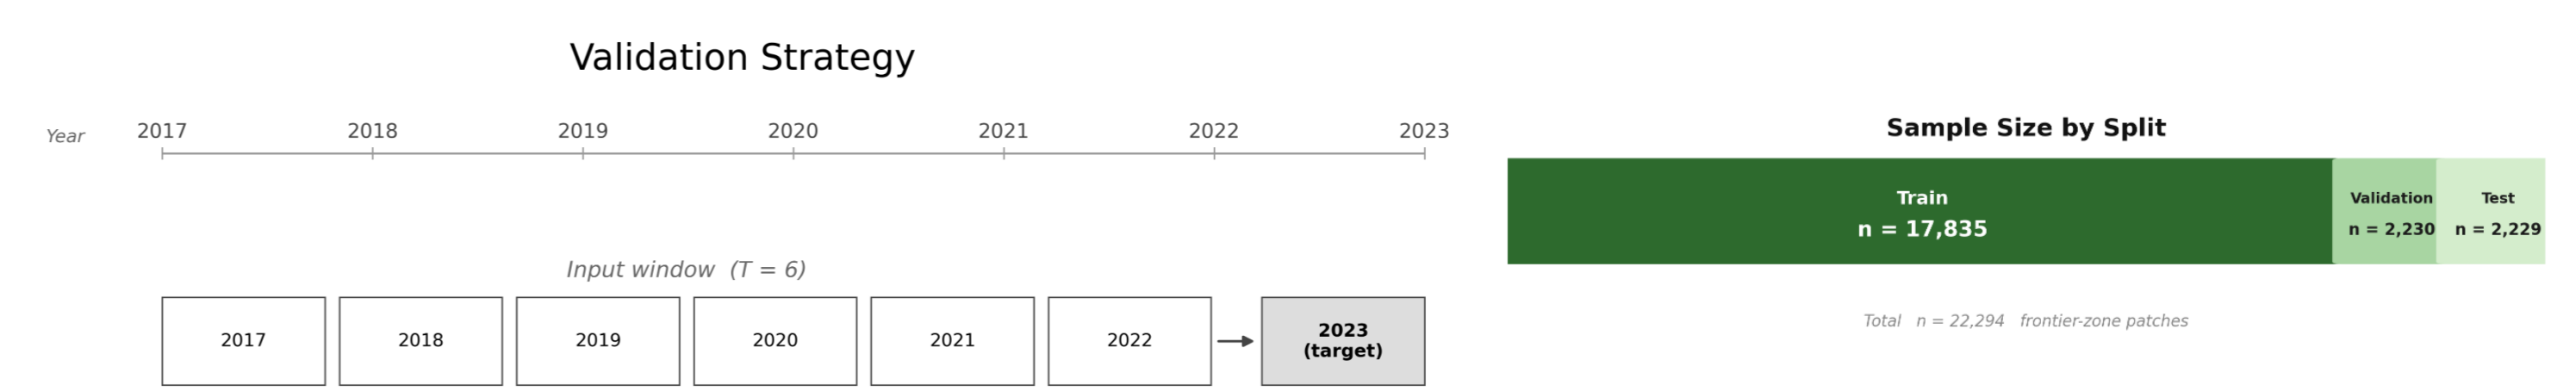 Validation Strategy
Year 2017 2018 2019 2020 2021 2022 2023
Input window (T = 6)
2017 2018 2019 2020 2021 2022 2023
(target)
Sample Size by Split
Train Validation Test
n = 17,835 n = 2,230 n = 2,229
Total n = 22,294 frontier-zone patches